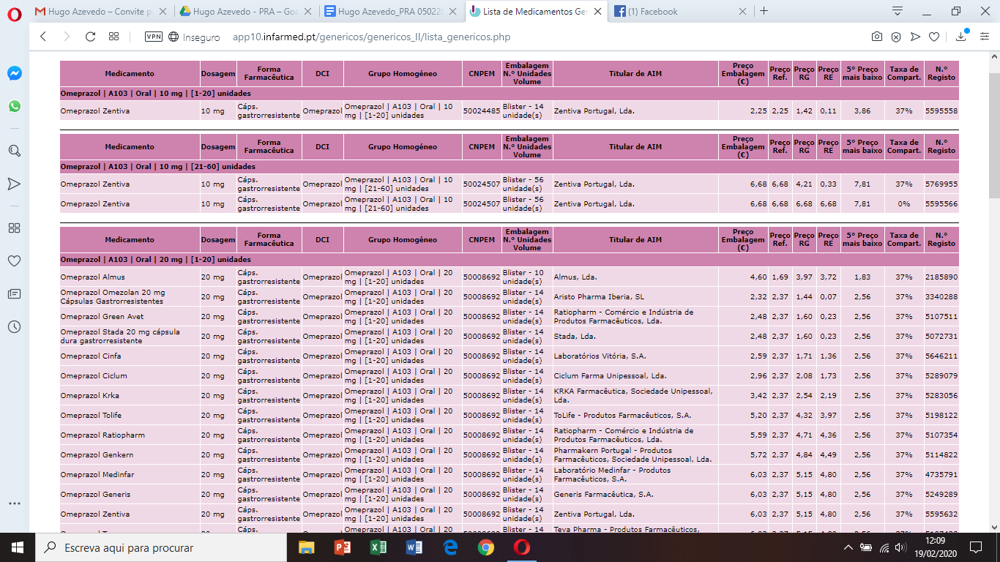 Hugo Azevedo – Convite p
Hugo Azevedo - PRA – Goo
Hugo Azevedo_PRA 05022
Lista de Medicamentos Ger
(1) Facebook
VPN Inseguro app10.infarmed.pt/genericos/genericos_II/lista_genericos.php
Medicamento Dosagem Forma Farmacêutica DCI Grupo Homogéneo CNPEM Embalagem N.º Unidades Volume Titular de AIM Preço Embalagem (€) Preço Ref. Preço RG Preço RE 5º Preço mais baixo Taxa de Compart. N.º Registo
Omeprazol | A103 | Oral | 10 mg | [1-20] unidades
Omeprazol Zentiva 10 mg Cáps. gastrorresistente Omeprazol Omeprazol | A103 | Oral | 10 mg | [1-20] unidades 50024485 Blister - 14 unidade(s) Zentiva Portugal, Lda. 2,25 2,25 1,42 0,11 3,86 37% 5595558
Medicamento Dosagem Forma Farmacêutica DCI Grupo Homogéneo CNPEM Embalagem N.º Unidades Volume Titular de AIM Preço Embalagem (€) Preço Ref. Preço RG Preço RE 5º Preço mais baixo Taxa de Compart. N.º Registo
Omeprazol | A103 | Oral | 10 mg | [21-60] unidades
Omeprazol Zentiva 10 mg Cáps. gastrorresistente Omeprazol Omeprazol | A103 | Oral | 10 mg | [21-60] unidades 50024507 Blister - 56 unidade(s) Zentiva Portugal, Lda. 6,68 6,68 4,21 0,33 7,81 37% 5769955
Omeprazol Zentiva 10 mg Cáps. gastrorresistente Omeprazol Omeprazol | A103 | Oral | 10 mg | [21-60] unidades 50024507 Blister - 56 unidade(s) Zentiva Portugal, Lda. 6,68 6,68 6,68 6,68 7,81 0% 5595566
Medicamento Dosagem Forma Farmacêutica DCI Grupo Homogéneo CNPEM Embalagem N.º Unidades Volume Titular de AIM Preço Embalagem (€) Preço Ref. Preço RG Preço RE 5º Preço mais baixo Taxa de Compart. N.º Registo
Omeprazol | A103 | Oral | 20 mg | [1-20] unidades
Omeprazol Almus 20 mg Cáps. gastrorresistente Omeprazol Omeprazol | A103 | Oral | 20 mg | [1-20] unidades 50008692 Blister - 10 unidade(s) Almus, Lda. 4,60 1,69 3,97 3,72 1,83 37% 2185890
Omeprazol Omezolan 20 mg Cápsulas Gastrorresistentes 20 mg Cáps. gastrorresistente Omeprazol Omeprazol | A103 | Oral | 20 mg | [1-20] unidades 50008692 Blister - 14 unidade(s) Aristo Pharma Iberia, SL 2,32 2,37 1,44 0,07 2,56 37% 3340288
Omeprazol Green Avet 20 mg Cáps. gastrorresistente Omeprazol Omeprazol | A103 | Oral | 20 mg | [1-20] unidades 50008692 Blister - 14 unidade(s) Ratiopharm - Comércio e Indústria de Produtos Farmacêuticos, Lda. 2,48 2,37 1,60 0,23 2,56 37% 5107511
Omeprazol Stada 20 mg cápsula dura gastrorresistente 20 mg Cáps. gastrorresistente Omeprazol Omeprazol | A103 | Oral | 20 mg | [1-20] unidades 50008692 Blister - 14 unidade(s) Stada, Lda. 2,48 2,37 1,60 0,23 2,56 37% 5072731
Omeprazol Cinfa 20 mg Cáps. gastrorresistente Omeprazol Omeprazol | A103 | Oral | 20 mg | [1-20] unidades 50008692 Blister - 14 unidade(s) Laboratórios Vitória, S.A. 2,59 2,37 1,71 1,36 2,56 37% 5646211
Omeprazol Ciclum 20 mg Cáps. gastrorresistente Omeprazol Omeprazol | A103 | Oral | 20 mg | [1-20] unidades 50008692 Blister - 14 unidade(s) Ciclum Farma Unipessoal, Lda. 2,96 2,37 2,08 1,73 2,56 37% 5289079
Omeprazol Krka 20 mg Cáps. gastrorresistente Omeprazol Omeprazol | A103 | Oral | 20 mg | [1-20] unidades 50008692 Blister - 14 unidade(s) KRKA Farmacêutica, Sociedade Unipessoal, Lda. 3,42 2,37 2,54 2,19 2,56 37% 5283056
Omeprazol Tolife 20 mg Cáps. gastrorresistente Omeprazol Omeprazol | A103 | Oral | 20 mg | [1-20] unidades 50008692 Blister - 14 unidade(s) ToLife - Produtos Farmacêuticos, S.A. 5,20 2,37 4,32 3,97 2,56 37% 5198122
Omeprazol Ratiopharm 20 mg Cáps. gastrorresistente Omeprazol Omeprazol | A103 | Oral | 20 mg | [1-20] unidades 50008692 Blister - 14 unidade(s) Ratiopharm - Comércio e Indústria de Produtos Farmacêuticos, Lda. 5,59 2,37 4,71 4,36 2,56 37% 5107354
Omeprazol Genkern 20 mg Cáps. gastrorresistente Omeprazol Omeprazol | A103 | Oral | 20 mg | [1-20] unidades 50008692 Blister - 14 unidade(s) Pharmakern Portugal - Produtos Farmacêuticos, Sociedade Unipessoal, Lda. 5,72 2,37 4,84 4,49 2,56 37% 5114822
Omeprazol Medinfar 20 mg Cáps. gastrorresistente Omeprazol Omeprazol | A103 | Oral | 20 mg | [1-20] unidades 50008692 Blister - 14 unidade(s) Laboratório Medinfar - Produtos Farmacêuticos, S.A. 6,03 2,37 5,15 4,80 2,56 37% 4735791
Omeprazol Generis 20 mg Cáps. gastrorresistente Omeprazol Omeprazol | A103 | Oral | 20 mg | [1-20] unidades 50008692 Blister - 14 unidade(s) Generis Farmacêutica, S.A. 6,03 2,37 5,15 4,80 2,56 37% 5249289
Omeprazol Zentiva 20 mg Cáps. gastrorresistente Omeprazol Omeprazol | A103 | Oral | 20 mg | [1-20] unidades 50008692 Blister - 14 unidade(s) Zentiva Portugal, Lda. 6,03 2,37 5,15 4,80 2,56 37% 5595632
Cáps. Omeprazol | A103 | Oral | 20 Blister - 14 Teva Pharma - Produtos Farmacêuticos,
Escreva aqui para procurar
12:09
19/02/2020